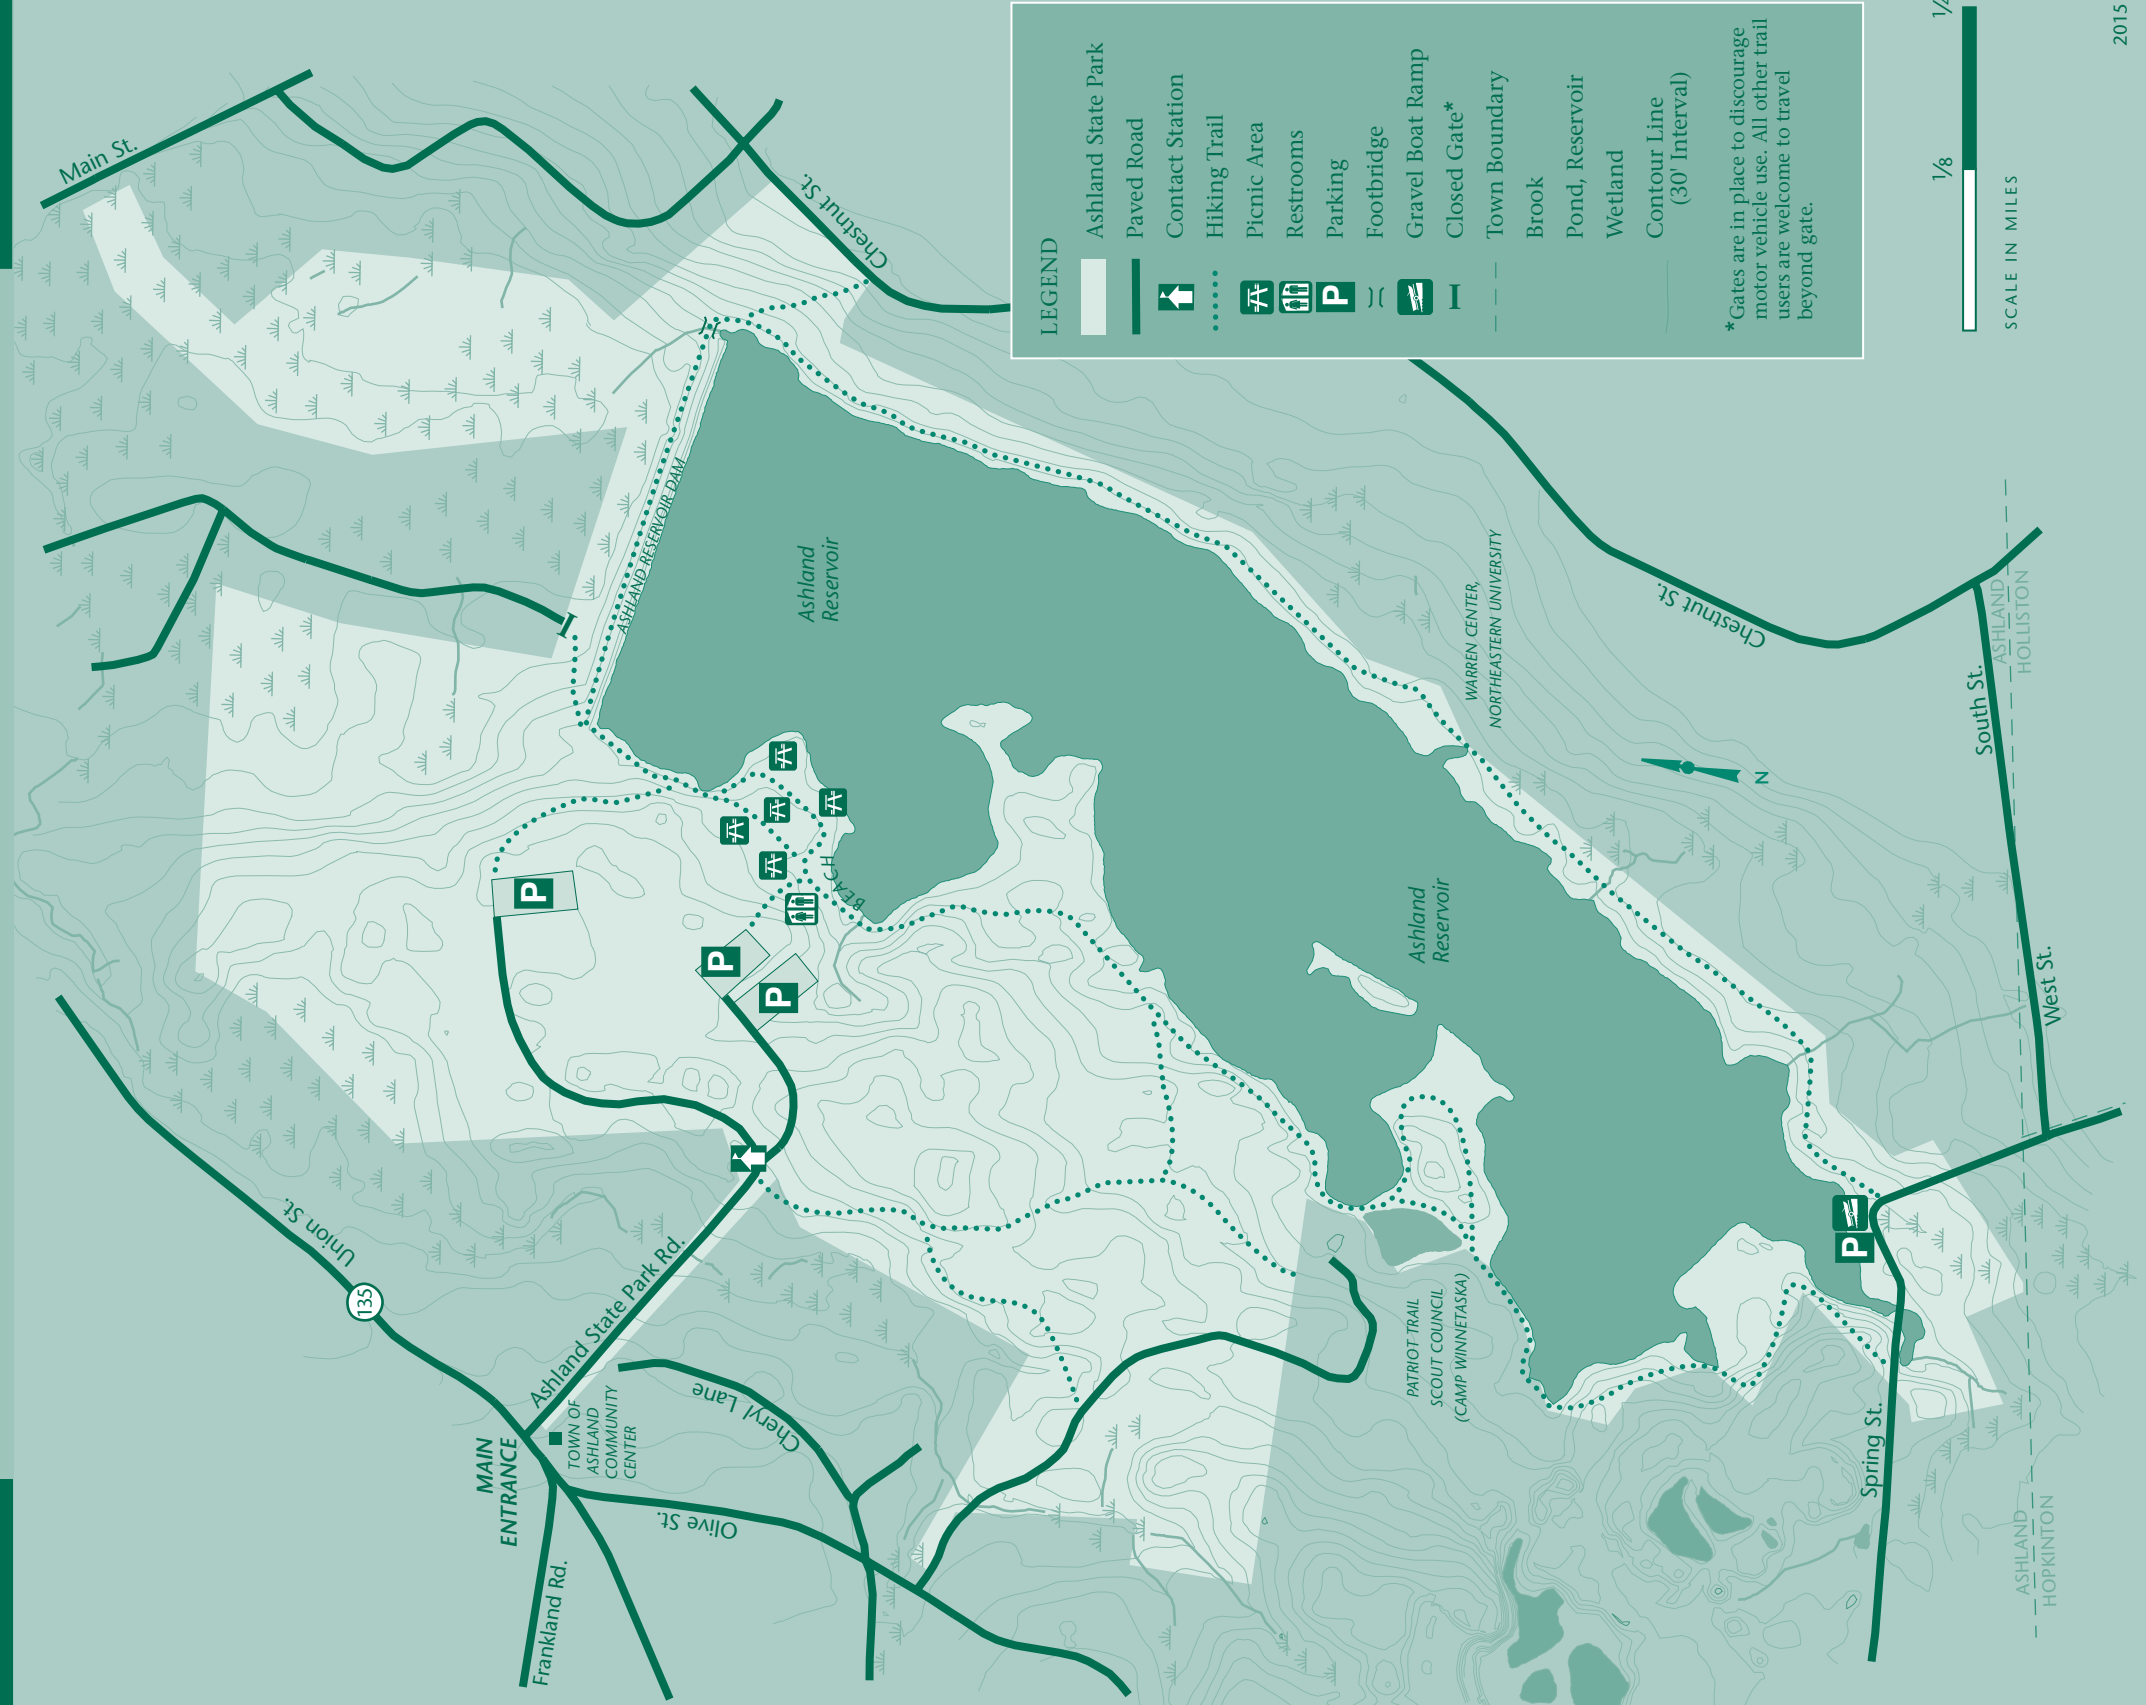 LEGEND
Ashland State Park
Paved Road
Contact Station
Hiking Trail
Picnic Area
Restrooms
P
Parking
Footbridge
Gravel Boat Ramp
Closed Gate*
Town Boundary
Brook
Pond, Reservoir
Wetland
Contour Line
(30' Interval)
*Gates are in place to discourage
motor vehicle use. All other trail
users are welcome to travel
beyond gate.
1/8
SCALE IN MILES
2015
Main St.
Chestnut St.
ASHLAND RESERVOIR DAM
Ashland
Reservoir
BEACH
P
P
P
Union St.
135
Ashland State Park Rd.
MAIN
ENTRANCE
TOWN OF
ASHLAND
COMMUNITY
CENTER
Cheryl Lane
Olive St.
Frankland Rd.
WARREN CENTER,
NORTHEASTERN UNIVERSITY
Ashland
Reservoir
N
Chestnut St.
South St.
ASHLAND
HOLLISTON
West St.
P
PATRIOT TRAIL
SCOUT COUNCIL
(CAMP WINNETASKA)
Spring St.
ASHLAND
HOPKINTON